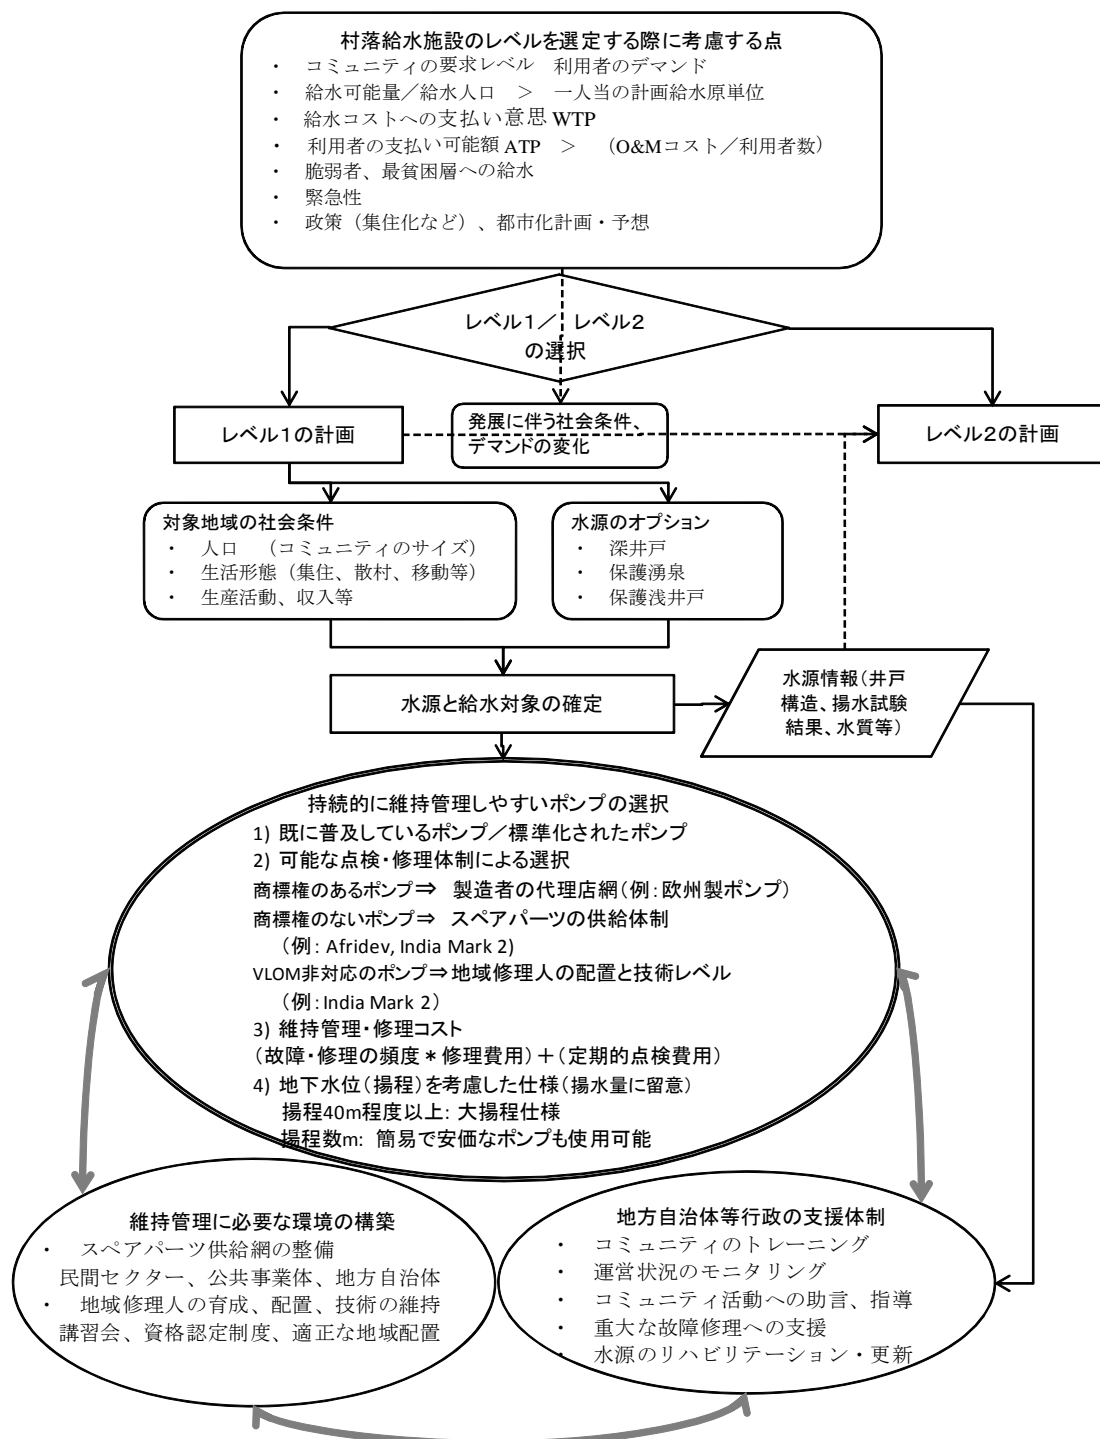 村落給水施設のレベルを選定する際に考慮する点
・ コミュニティの要求レベル 利用者のデマンド
・ 給水可能量／給水人口 ＞ 一人当の計画給水原単位
・ 給水コストへの支払い意思 WTP
・ 利用者の支払い可能額 ATP ＞ （O&Mコスト／利用者数）
・ 脆弱者、最貧困層への給水
・ 緊急性
・ 政策（集住化など）、都市化計画・予想
レベル１／ レベル２
の選択
レベル１の計画
発展に伴う社会条件、
デマンドの変化
レベル２の計画
対象地域の社会条件
・ 人口 （コミュニティのサイズ）
・ 生活形態（集住、散村、移動等）
・ 生産活動、収入等
水源のオプション
・ 深井戸
・ 保護湧泉
・ 保護浅井戸
水源と給水対象の確定
水源情報（井戸
構造、揚水試験
結果、水質等）
持続的に維持管理しやすいポンプの選択
1) 既に普及しているポンプ／標準化されたポンプ
2) 可能な点検・修理体制による選択
商標権のあるポンプ⇒ 製造者の代理店網（例：欧州製ポンプ）
商標権のないポンプ⇒ スペアパーツの供給体制
（例：Afridev, India Mark 2)
VLOM非対応のポンプ⇒地域修理人の配置と技術レベル
（例：India Mark 2）
3) 維持管理・修理コスト
（故障・修理の頻度＊修理費用）＋（定期的点検費用）
4) 地下水位（揚程）を考慮した仕様（揚水量に留意）
揚程40m程度以上： 大揚程仕様
揚程数m： 簡易で安価なポンプも使用可能
維持管理に必要な環境の構築
・ スペアパーツ供給網の整備
民間セクター、公共事業体、地方自治体
・ 地域修理人の育成、配置、技術の維持
講習会、資格認定制度、適正な地域配置
地方自治体等行政の支援体制
・ コミュニティのトレーニング
・ 運営状況のモニタリング
・ コミュニティ活動への助言、指導
・ 重大な故障修理への支援
・ 水源のリハビリテーション・更新